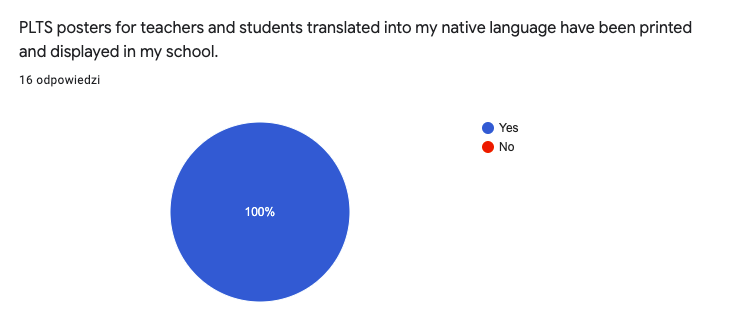 PLTS posters for teachers and students translated into my native language have been printed
and displayed in my school.
16 odpowiedzi
Yes
No
100%